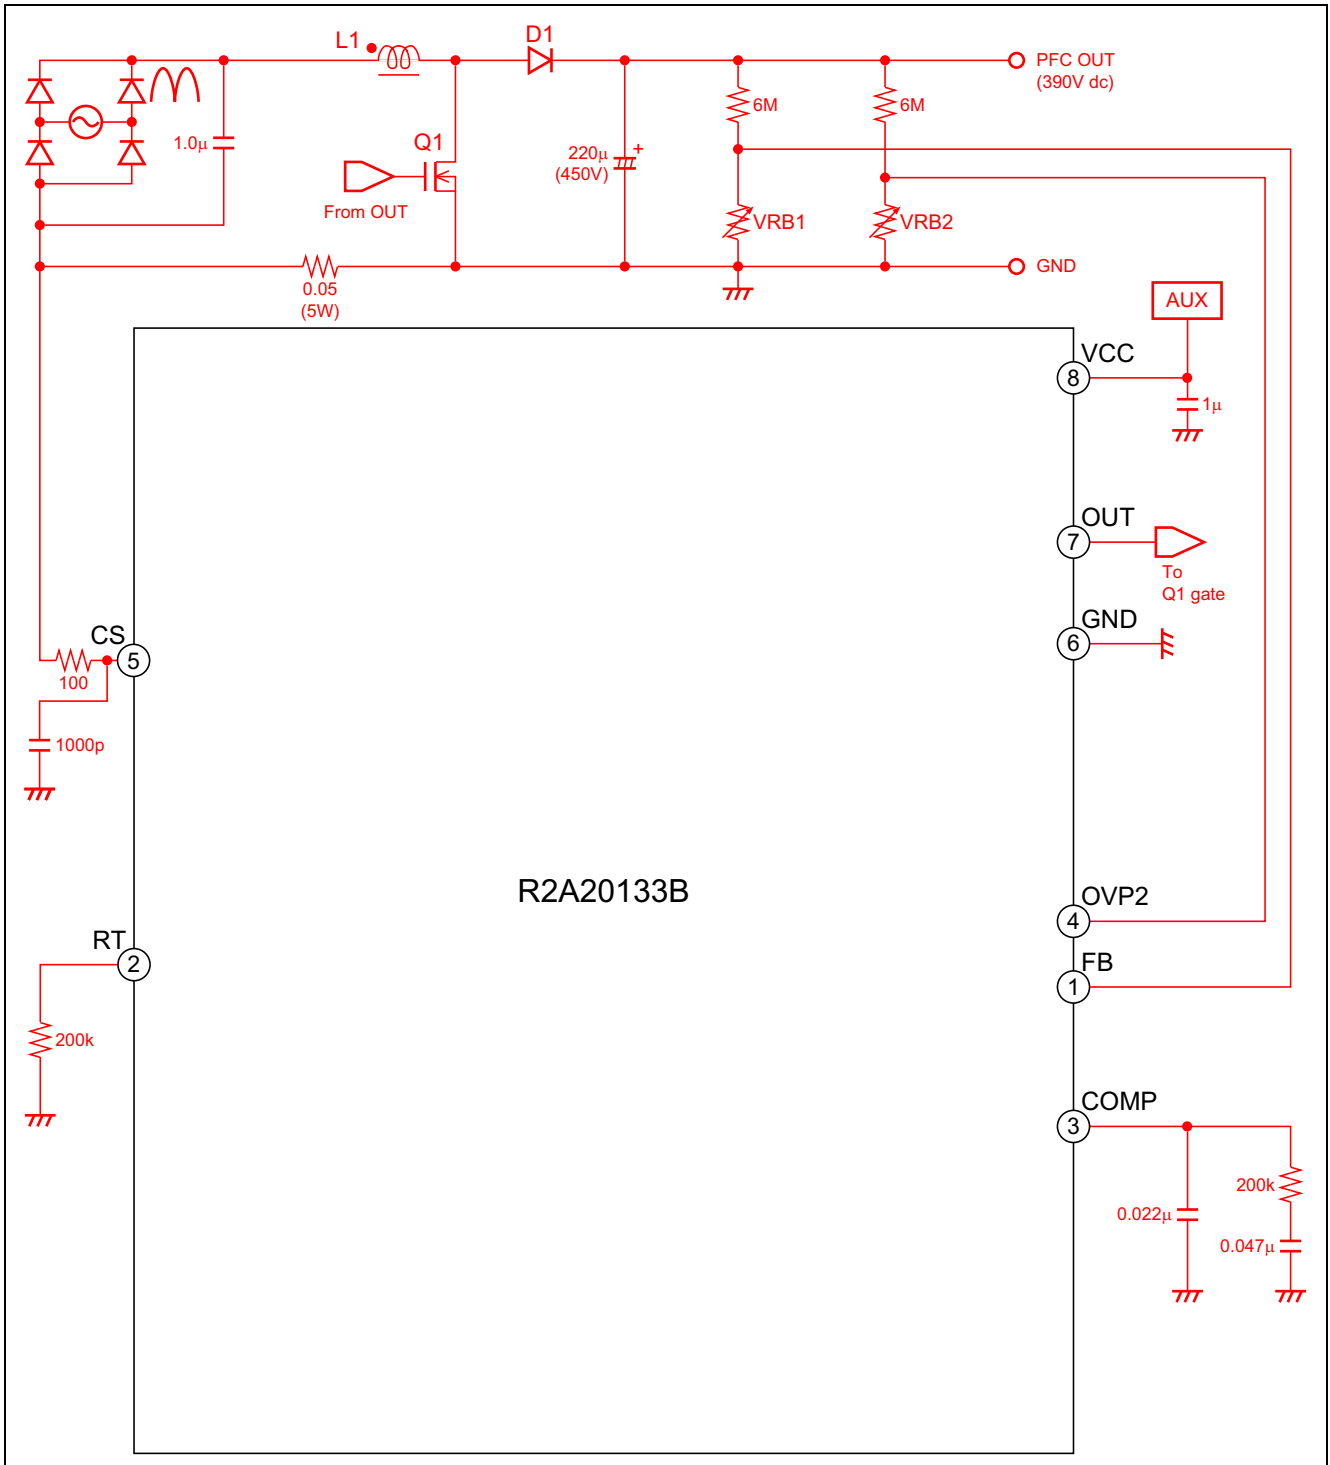 L1
D1
PFC OUT
(390V dc)
6M
6M
1.0μ
Q1
220μ
+
(450V)
From OUT
VRB1
VRB2
GND
0.05
(5W)
AUX
VCC
8
1μ
OUT
7
To
Q1 gate
GND
6
CS
5
100
1000p
R2A20133B
OVP2
4
RT
2
FB
1
200k
COMP
3
200k
0.022μ
0.047μ